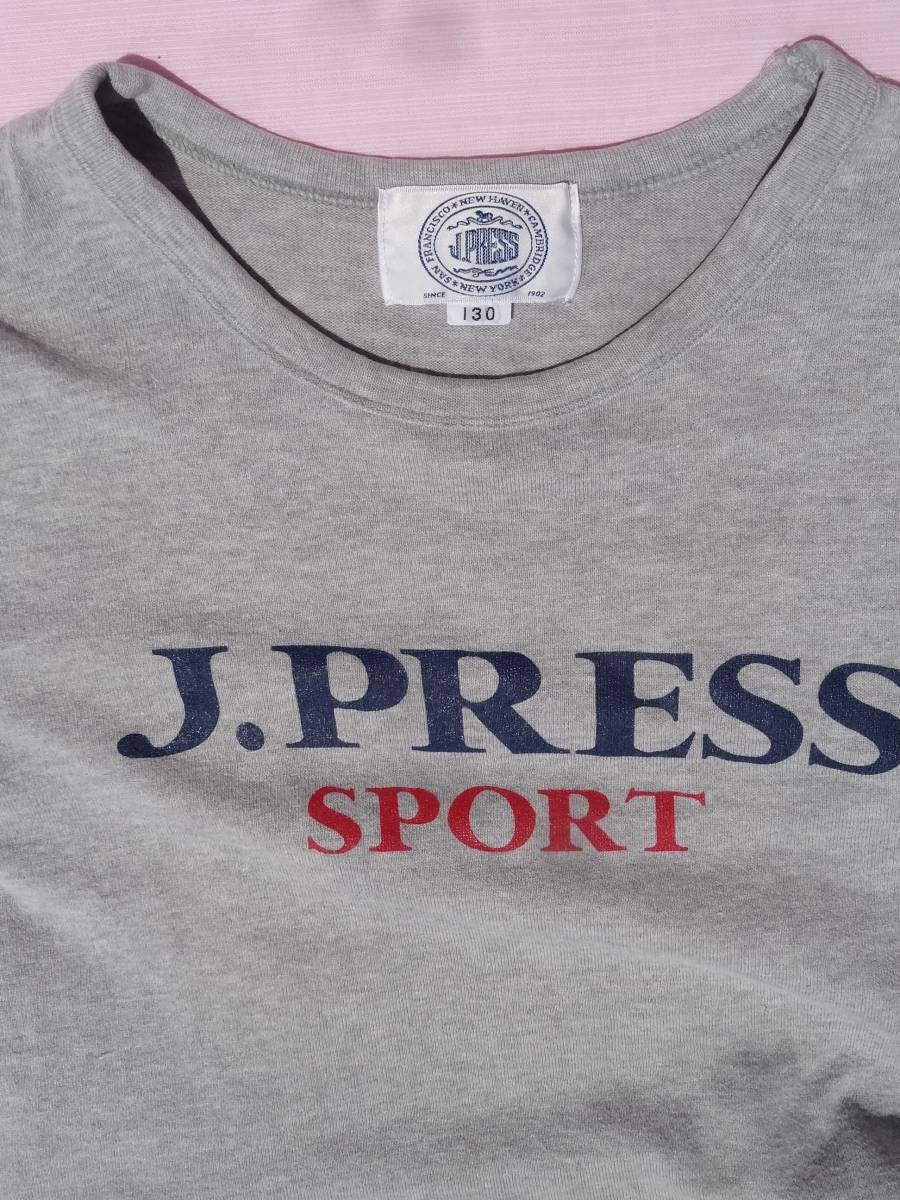 ★ NEW HAVEN ★
SAN FRANCISCO
CAMBRIDGE
J.PRESS
★ NEW YORK ★
SINCE 1902
130
J.PRESS
SPORT